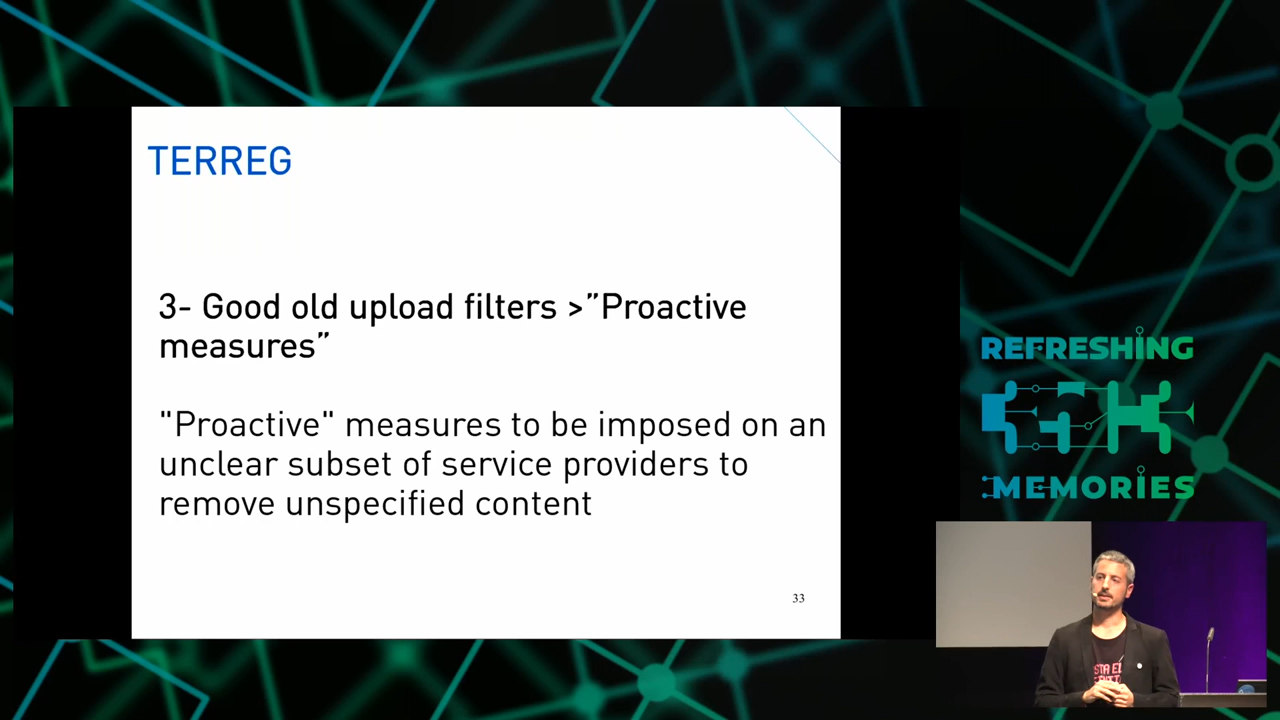 TERREG
3- Good old upload filters >”Proactive
measures”
"Proactive" measures to be imposed on an
unclear subset of service providers to
remove unspecified content
33
REFRESHING
MEMORIES